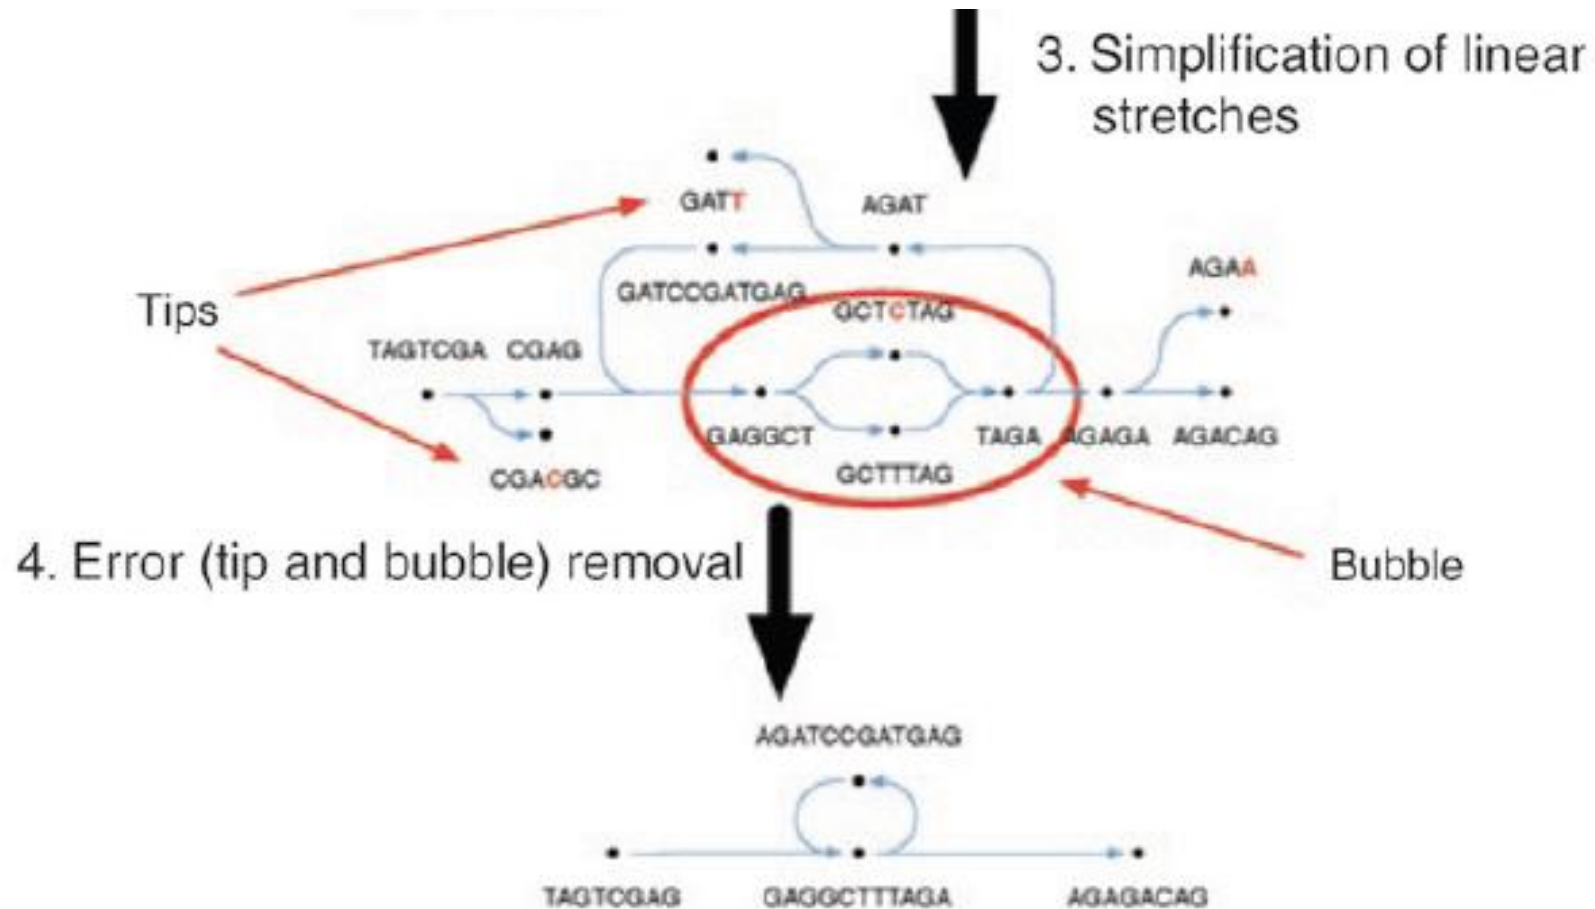 3. Simplification of linear
stretches
GATT
AGAT
AGAA
Tips
GATCCGATGAG
GCTCTAG
TAGTCGA CGAG
GAGGCT
TAGA
AGAGA
AGACAG
GCTTTAG
CGACGC
4. Error (tip and bubble) removal
Bubble
AGATCCGATGAG
TAGTCGAG
GAGGCTTTAGA
AGAGACAG